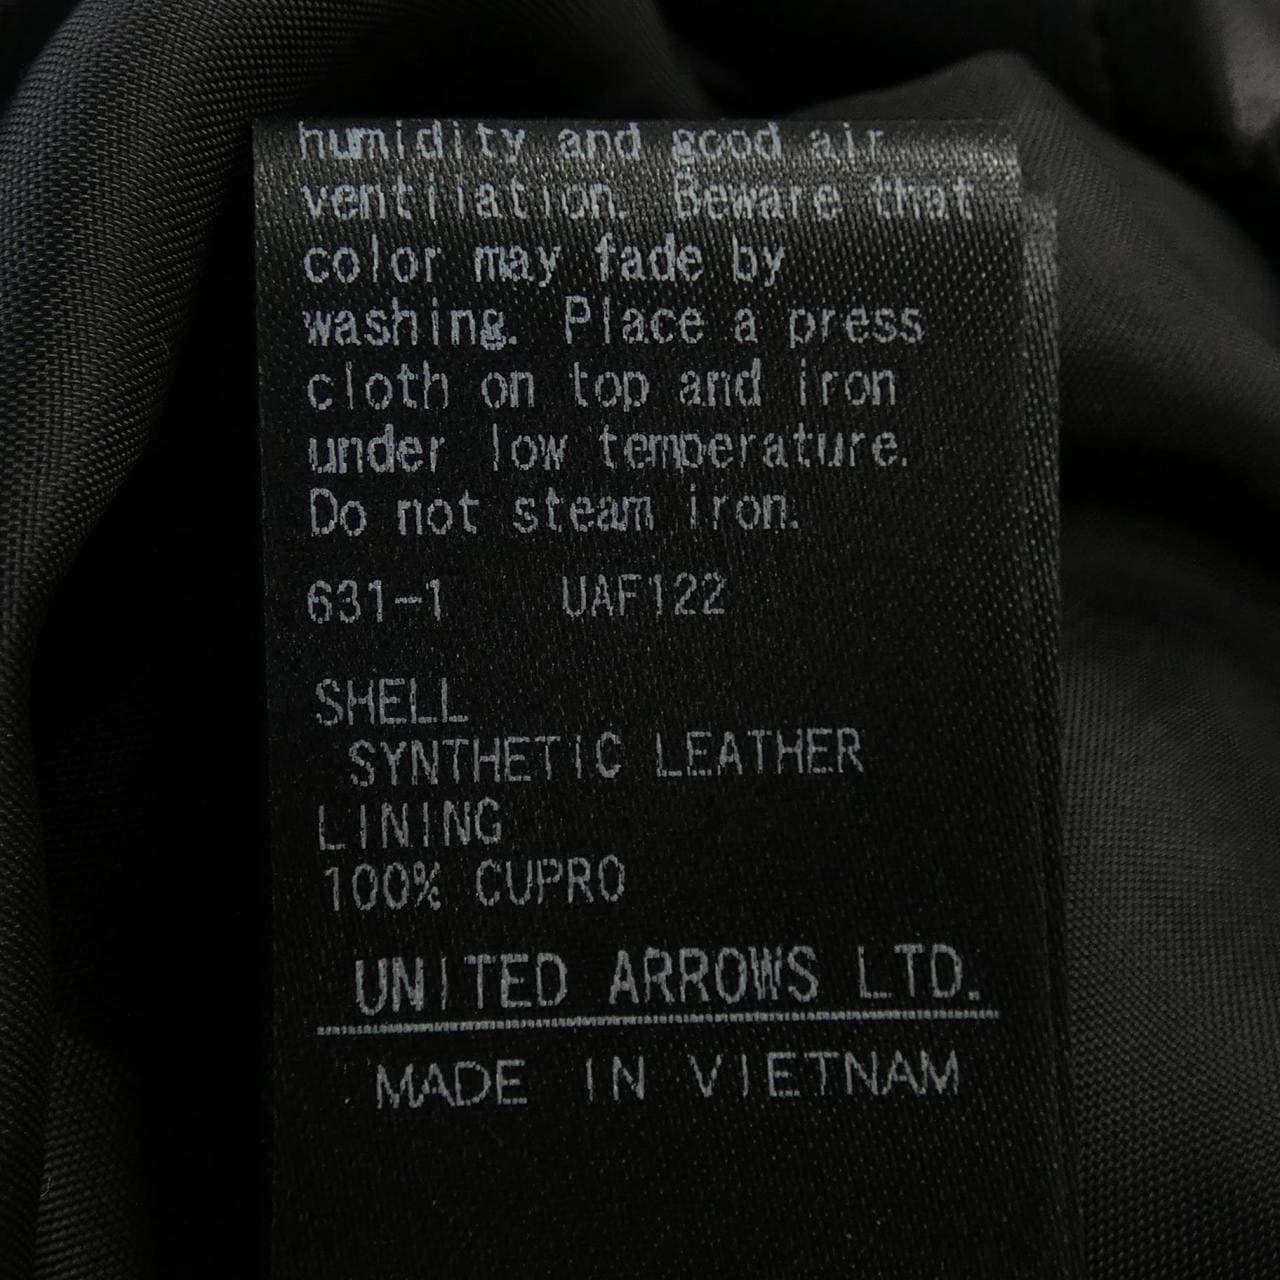 humidity and good air
ventilation. Beware that
color may fade by
washing. Place a press
cloth on top and iron
under low temperature.
Do not steam iron.
631-1 UAF122
SHELL
SYNTHETIC LEATHER
LINING
100% CUPRO
UNITED ARROWS LTD.
MADE IN VIETNAM